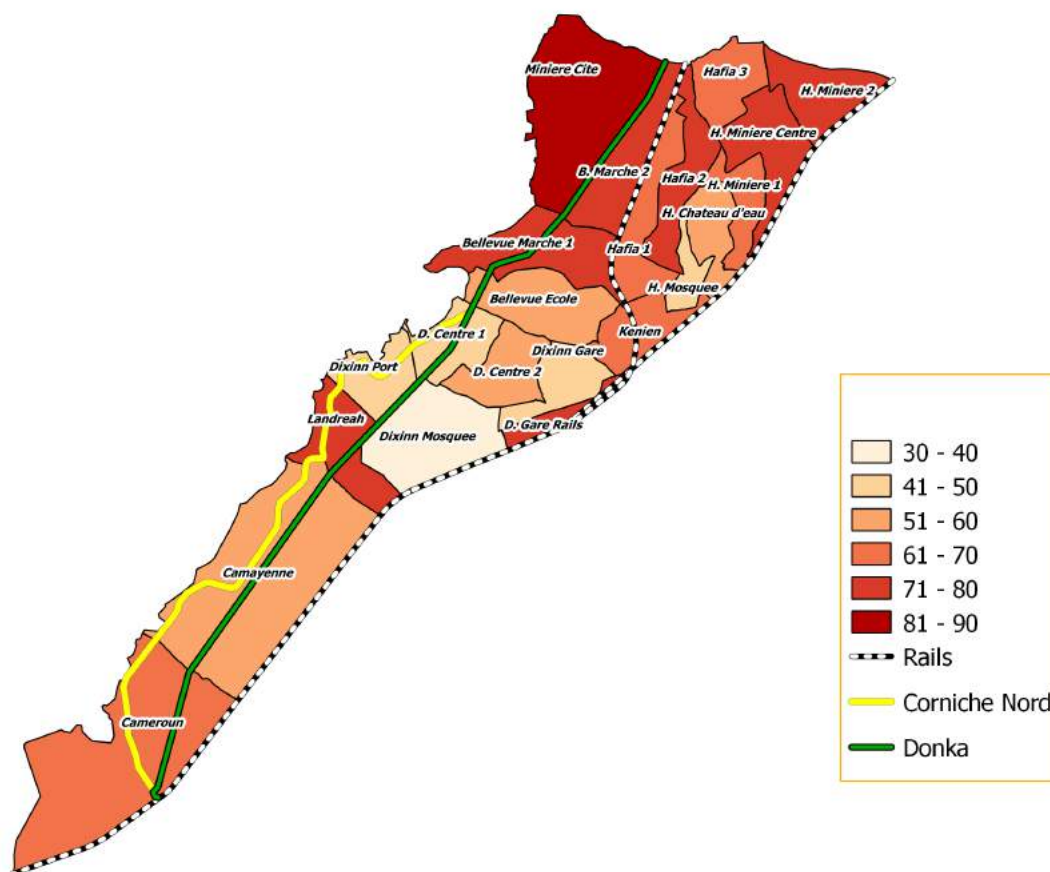 Miniere Cite
Hafia 3
H. Miniere 2
H. Miniere Centre
B. Marche 2
Hafia 2
H. Miniere 1
H. Chateau d'eau
Bellevue Marche 1
Hafia 1
H. Mosquee
Bellevue Ecole
D. Centre 1
Kenien
Dixinn Gare
Dixinn Port
D. Centre 2
Landreah
D. Gare Rails
Dixinn Mosquee
Camayenne
Cameroun
30 - 40
41 - 50
51 - 60
61 - 70
71 - 80
81 - 90
Rails
Corniche Nord
Donka